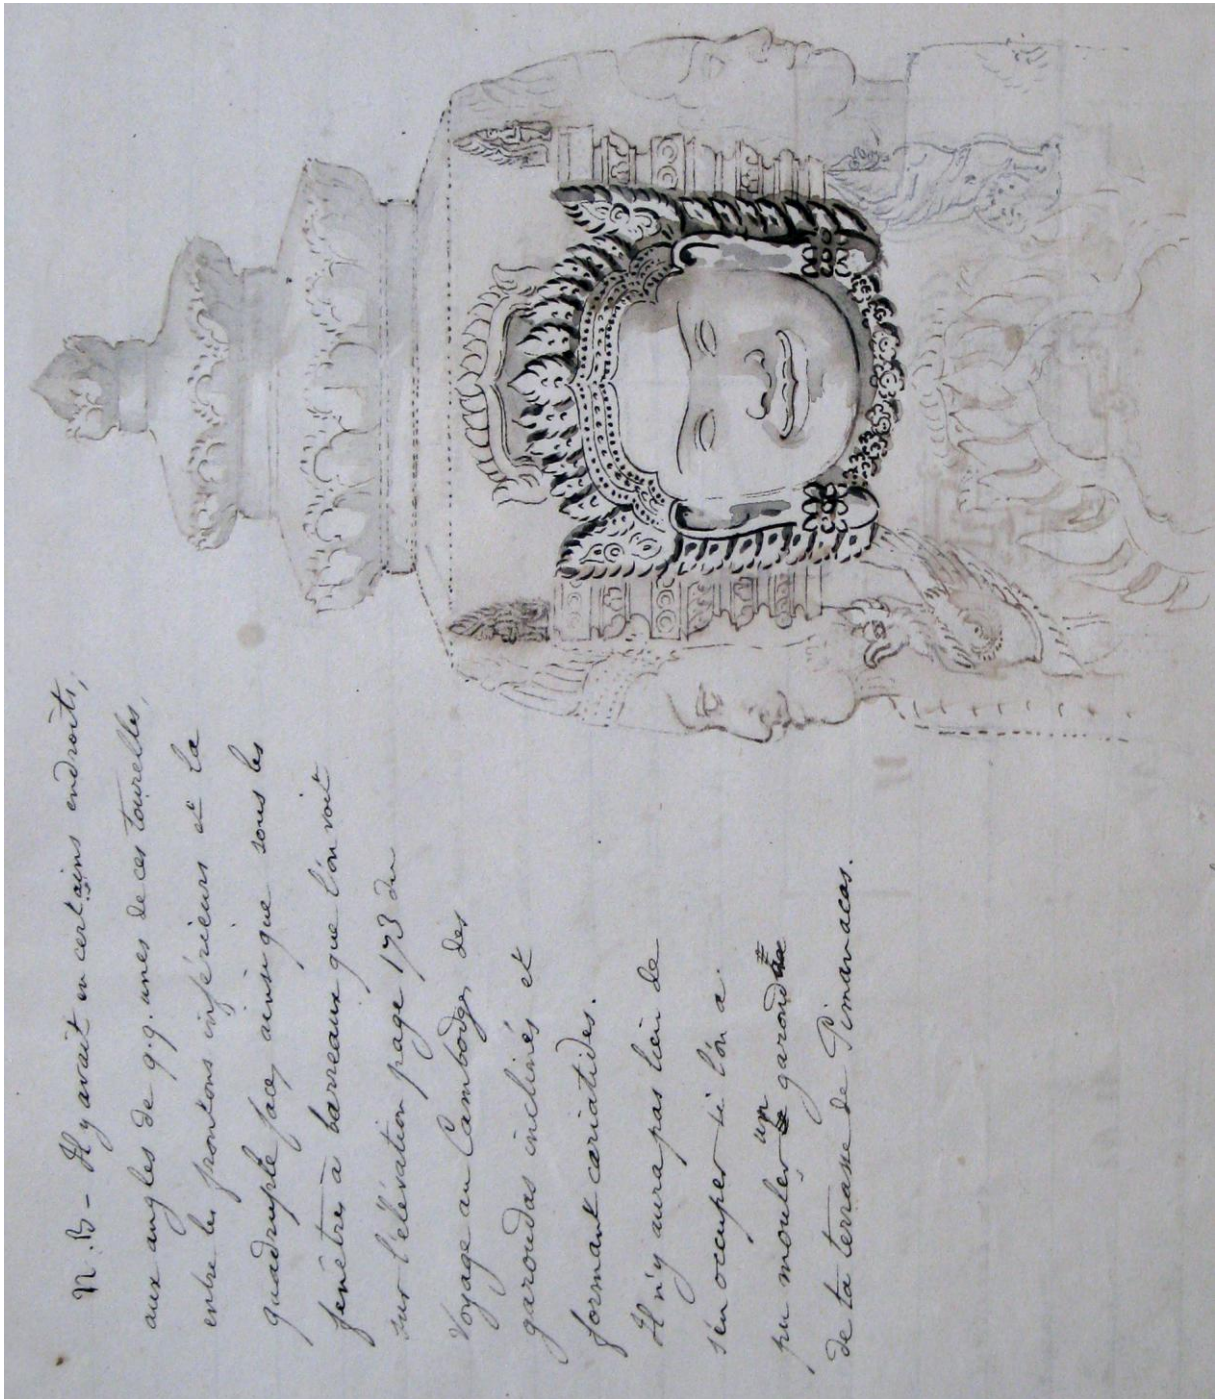 N.B – Il y avait en certains endroits,
aux angles de q.q. unes de ces tourelles,
entre les frontons inférieurs et la
quadruple face, ainsi que sous les
fenêtres à barreaux que l'on voit
sur l'élévation page 173 du
Voyage au Cambodge, des
garoudas inclinés et
formant cariatides.
Il n'y aura pas lieu de
s'en occuper si l'on a
pu mouler un garouda
de la terrasse de Pimanacas.